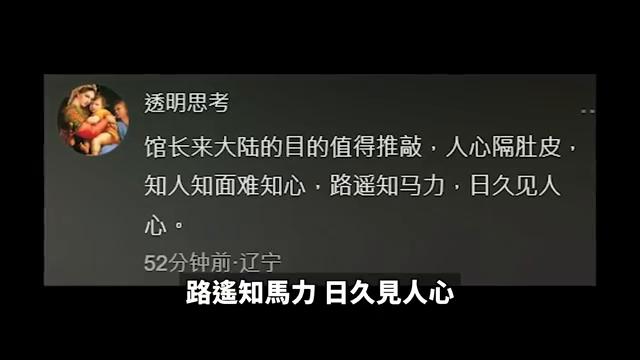 透明思考
馆长来大陆的目的值得推敲，人心隔肚皮，
知人知面难知心，路遥知马力，日久见人
心。
52分钟前·辽宁
路遙知馬力 日久見人心